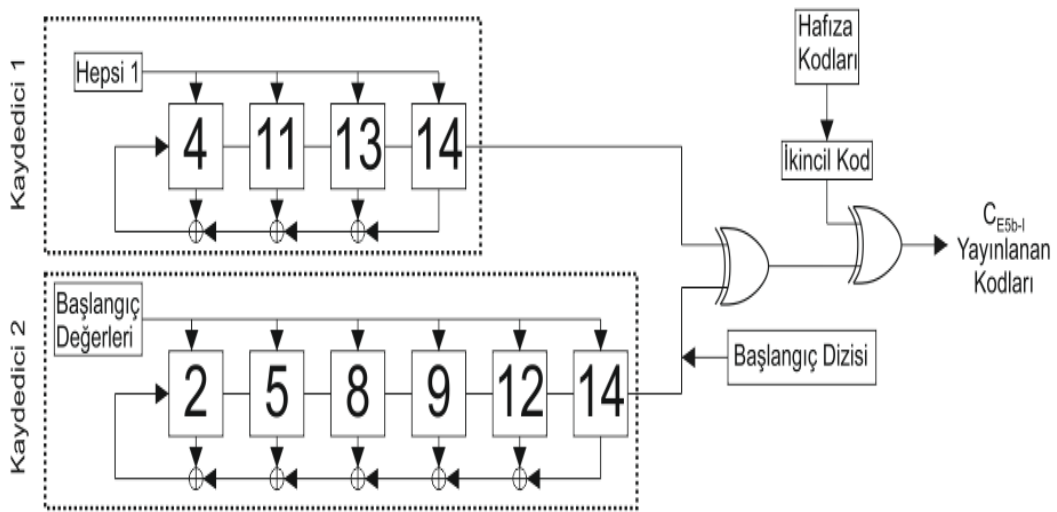 Kaydedici 1
Hepsi 1
4
11
13
14
Hafıza
Kodları
İkincil Kod
C_E5b-I
Yayınlanan
Kodları
Kaydedici 2
Başlangıç
Değerleri
2
5
8
9
12
14
Başlangıç Dizisi